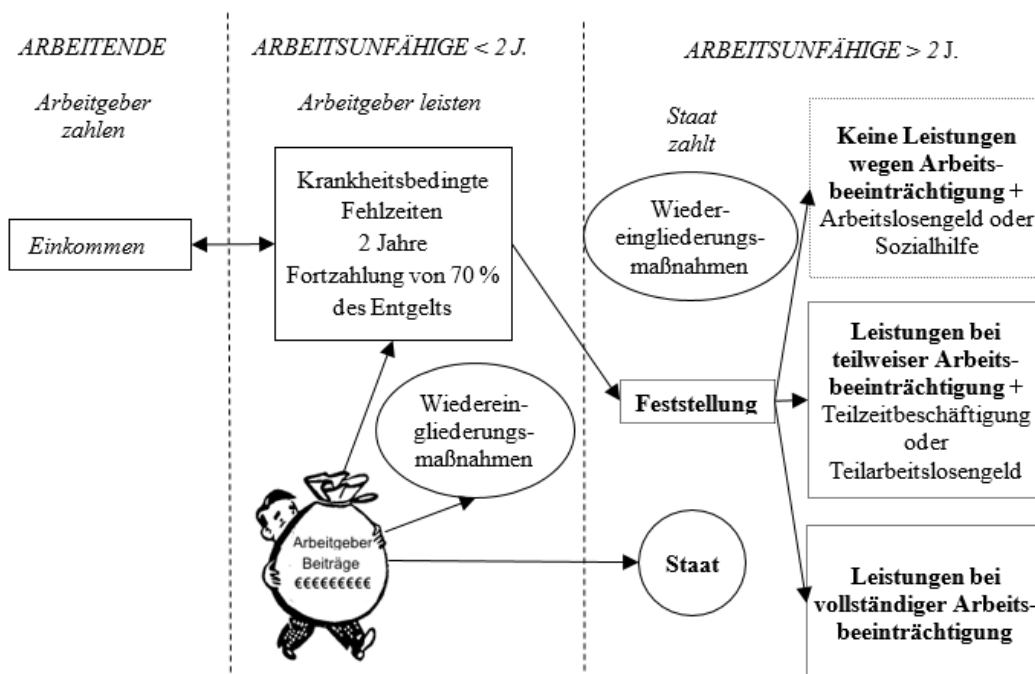 ARBEITENDE
Arbeitgeber
zahlen
Einkommen
ARBEITSUNFÄHIGE < 2 J.
Arbeitgeber leisten
Krankheitsbedingte
Fehlzeiten
2 Jahre
Fortzahlung von 70 %
des Entgelts
Wiederein-
gliederungs-
maßnahmen
Arbeitgeber
Beiträge
€€€€€€€€€
ARBEITSUNFÄHIGE > 2 J.
Staat
zahlt
Wieder-
eingliederungs-
maßnahmen
Feststellung
Staat
Keine Leistungen
wegen Arbeits-
beeinträchtigung +
Arbeitslosengeld oder
Sozialhilfe
Leistungen bei
teilweiser Arbeits-
beeinträchtigung +
Teilzeitbeschäftigung
oder
Teilarbeitslosengeld
Leistungen bei
vollständiger Arbeits-
beeinträchtigung